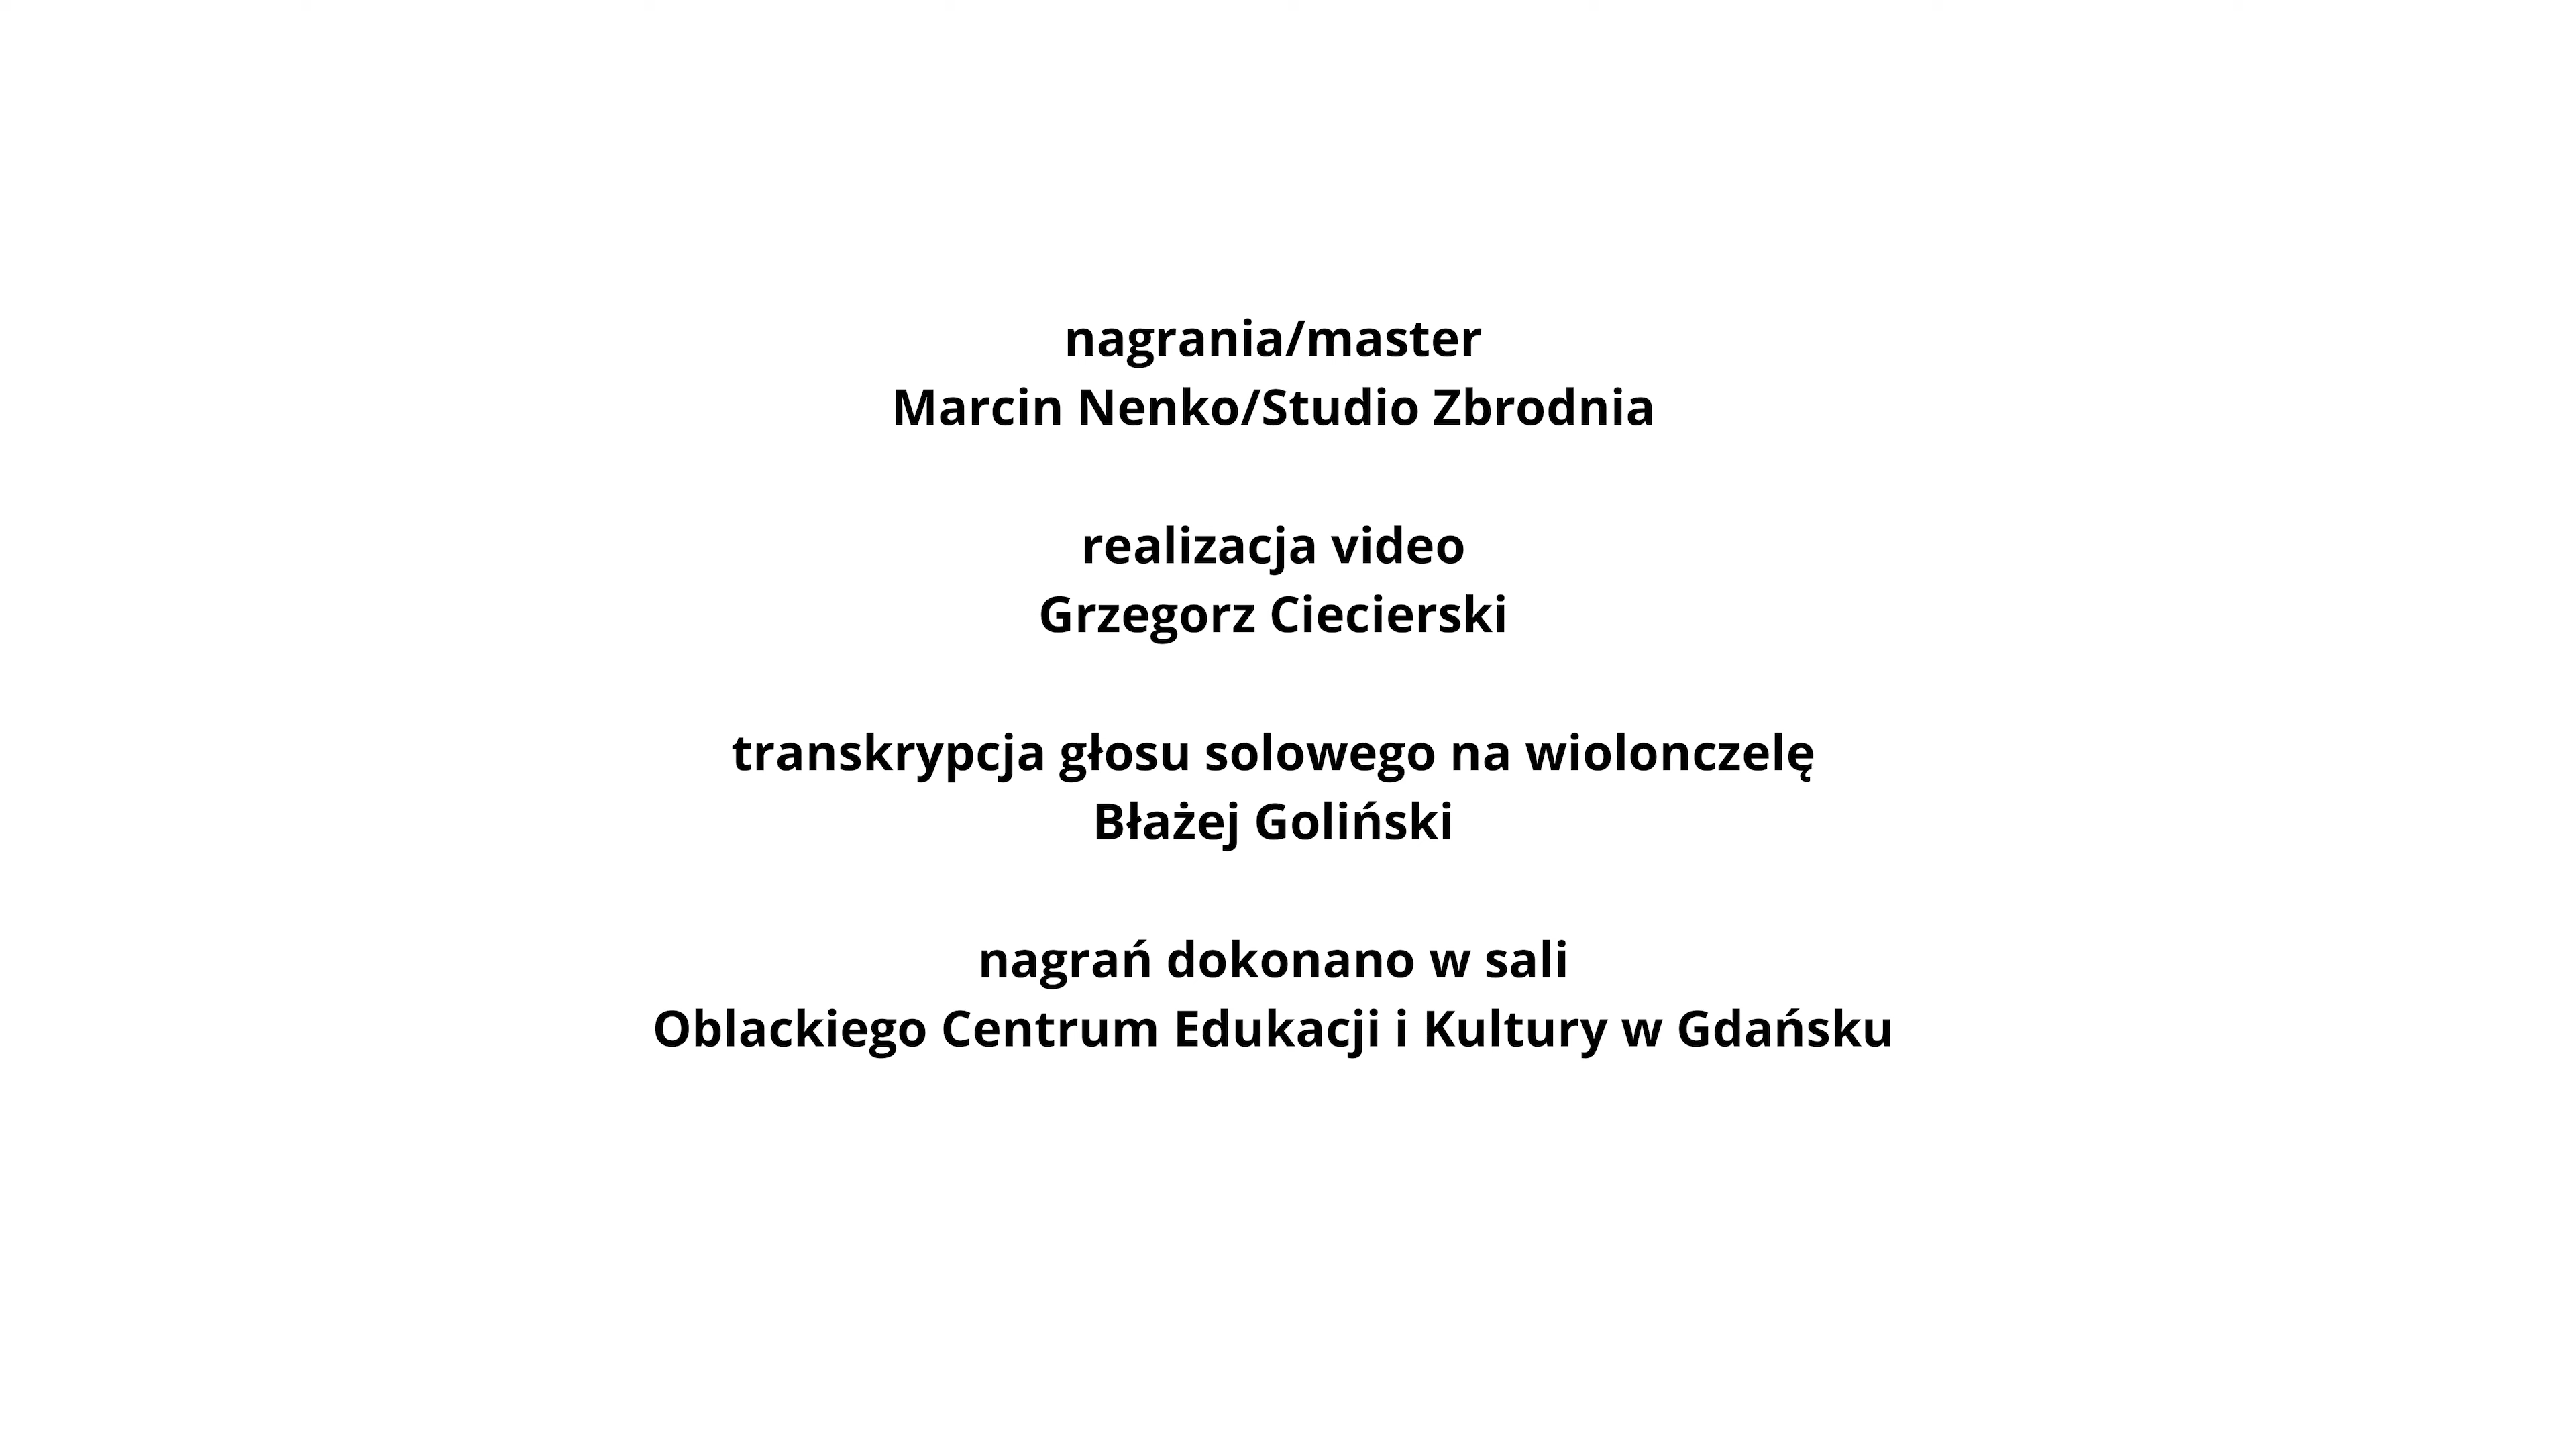 nagrania/master
Marcin Nenko/Studio Zbrodnia
realizacja video
Grzegorz Ciecierski
transkrypcja głosu solowego na wiolonczelę
Błażej Goliński
nagrań dokonano w sali
Oblackiego Centrum Edukacji i Kultury w Gdańsku